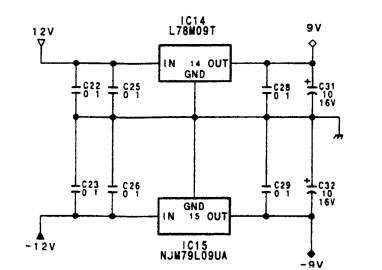 IC14
L78M09T
12V
9V
IN 14 OUT
GND
C22
0 1
C25
0 1
C28
0 1
C31
10
16V
+
C23
0 1
C26
0 1
C29
0 1
C32
10
16V
+
GND
IN 15 OUT
IC15
NJM79L09UA
-12V
-9V